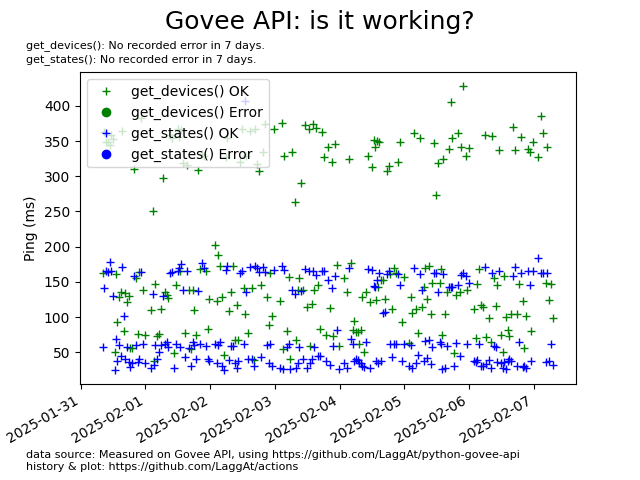 Govee API: is it working?
get_devices(): No recorded error in 7 days.
get_states(): No recorded error in 7 days.
get_devices() OK
get_devices() Error
get_states() OK
get_states() Error
Ping (ms)
400
350
300
250
200
150
100
50
2025-01-31
2025-02-01
2025-02-02
2025-02-03
2025-02-04
2025-02-05
2025-02-06
2025-02-07
data source: Measured on Govee API, using https://github.com/LaggAt/python-govee-api
history & plot: https://github.com/LaggAt/actions